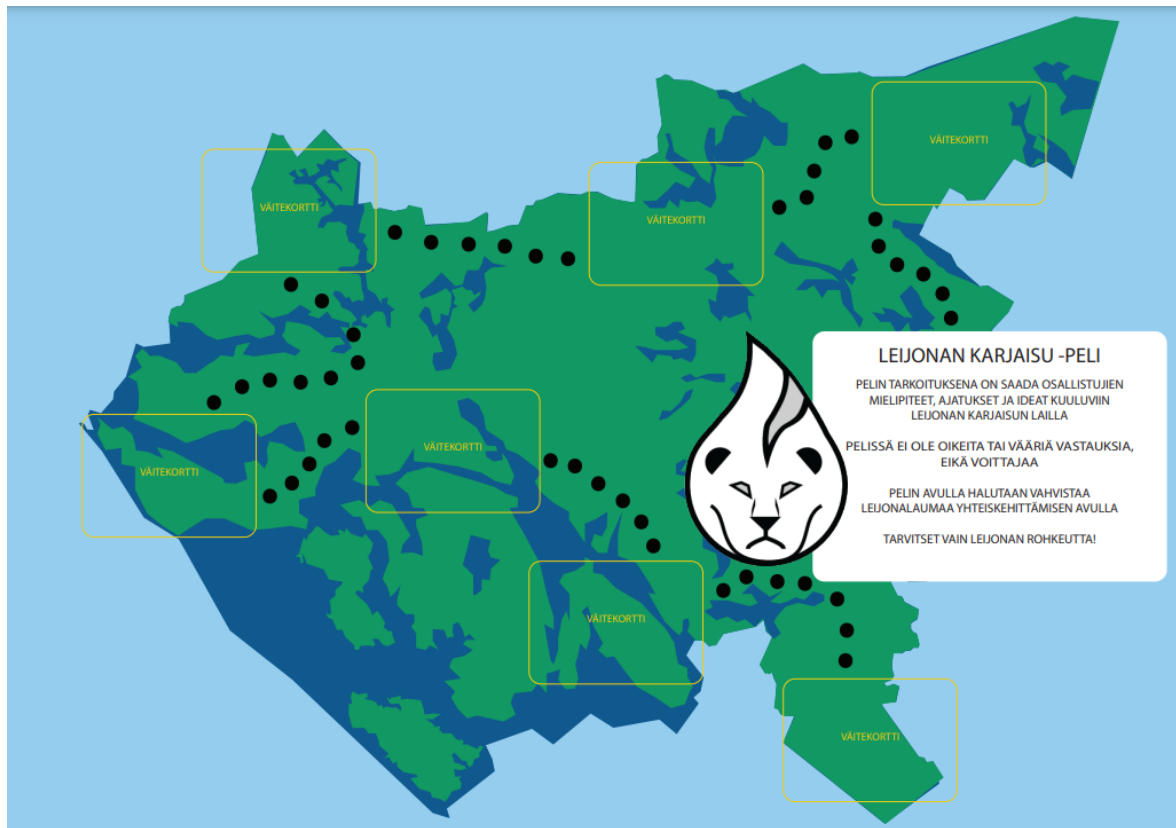 VÄITEKORTTI
VÄITEKORTTI
VÄITEKORTTI
LEIJONAN KARJAISU -PELI
PELIN TARKOITUKSENA ON SAADA OSALLISTUJIEN
MIELIPITEET, AJATUKSET JA IDEAT KUULUVIIN
LEIJONAN KARJAISUN LAILLA
PELISSÄ EI OLE OIKEITA TAI VÄÄRIÄ VASTAUKSIA,
EIKÄ VOITTAJAA
PELIN AVULLA HALUTAAN VAHVISTAA
LEIJONALAUMAA YHTEISKEHITTÄMISEN AVULLA
TARVITSET VAIN LEIJONAN ROHKEUTTA!
VÄITEKORTTI
VÄITEKORTTI
VÄITEKORTTI
VÄITEKORTTI